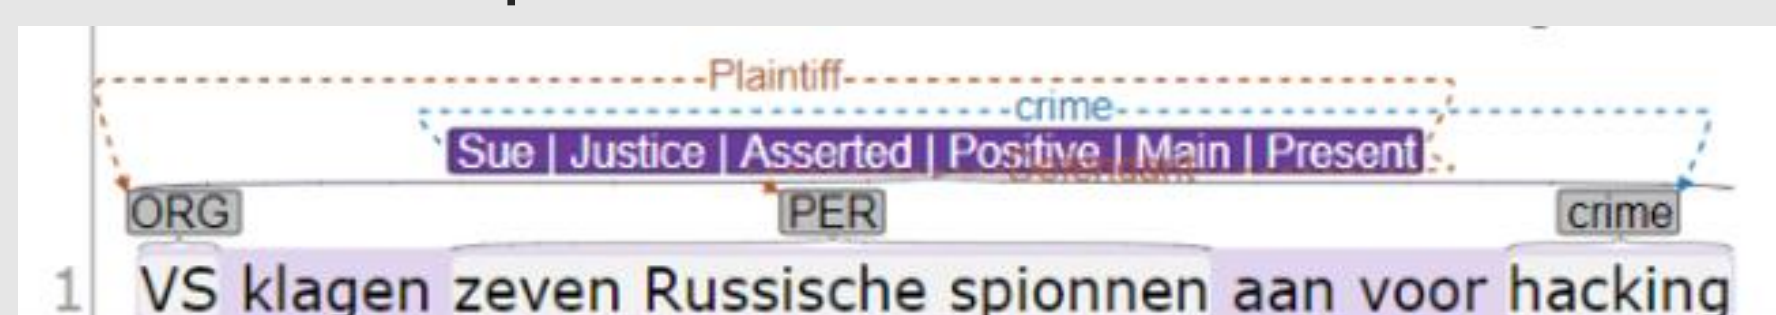 Plaintiff
crime
Sue | Justice | Asserted | Positive | Main | Present
Defendant
ORG PER crime
1 VS klagen zeven Russische spionnen aan voor hacking